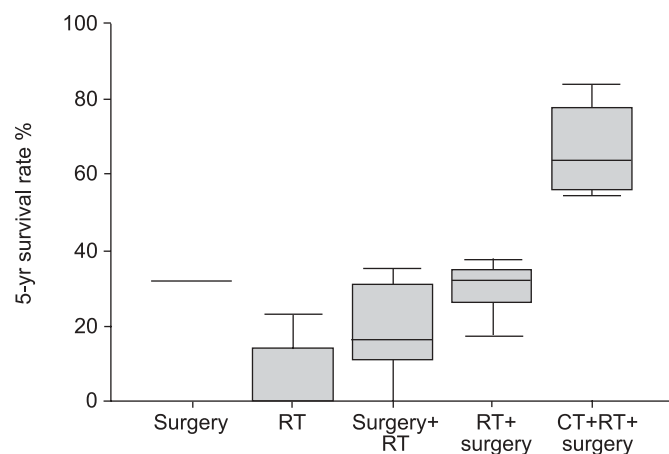 100
80
60
40
20
0
5-yr survival rate %
Surgery
RT
Surgery+
RT
RT+
surgery
CT+RT+
surgery